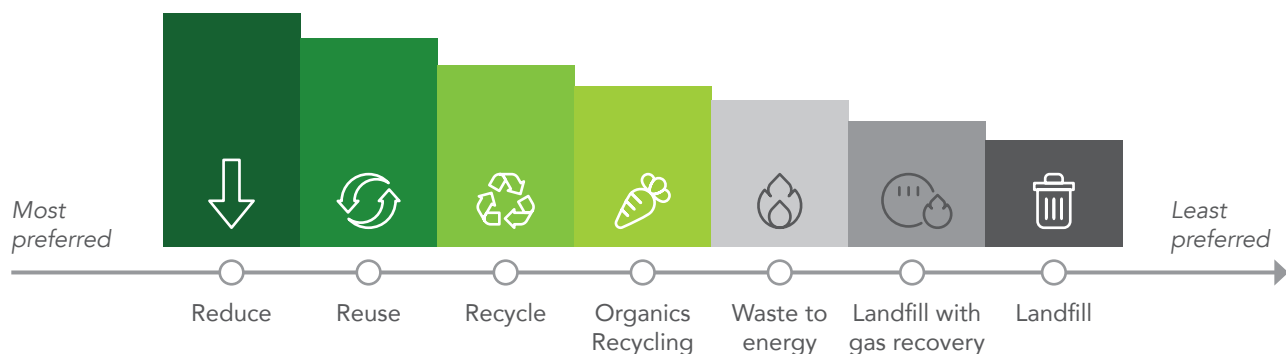 Most
preferred
Least
preferred
Reduce
Reuse
Recycle
Organics
Recycling
Waste to
energy
Landfill with
gas recovery
Landfill